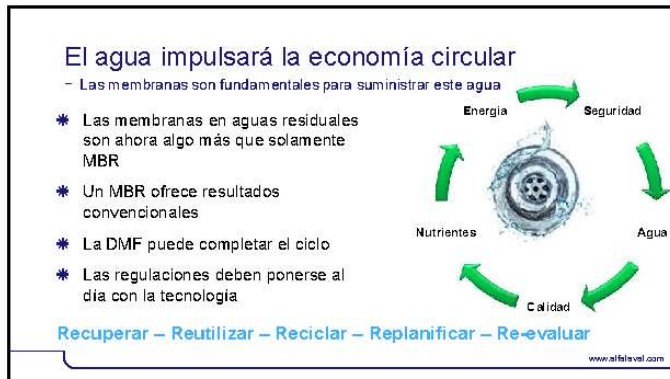 El agua impulsará la economía circular
– Las membranas son fundamentales para suministrar este agua
Las membranas en aguas residuales
son ahora algo más que solamente
MBR
Un MBR ofrece resultados
convencionales
La DMF puede completar el ciclo
Las regulaciones deben ponerse al
día con la tecnología
Energía
Seguridad
Nutrientes
Agua
Calidad
Recuperar – Reutilizar – Reciclar – Replanificar – Re-evaluar
www.alfalaval.com